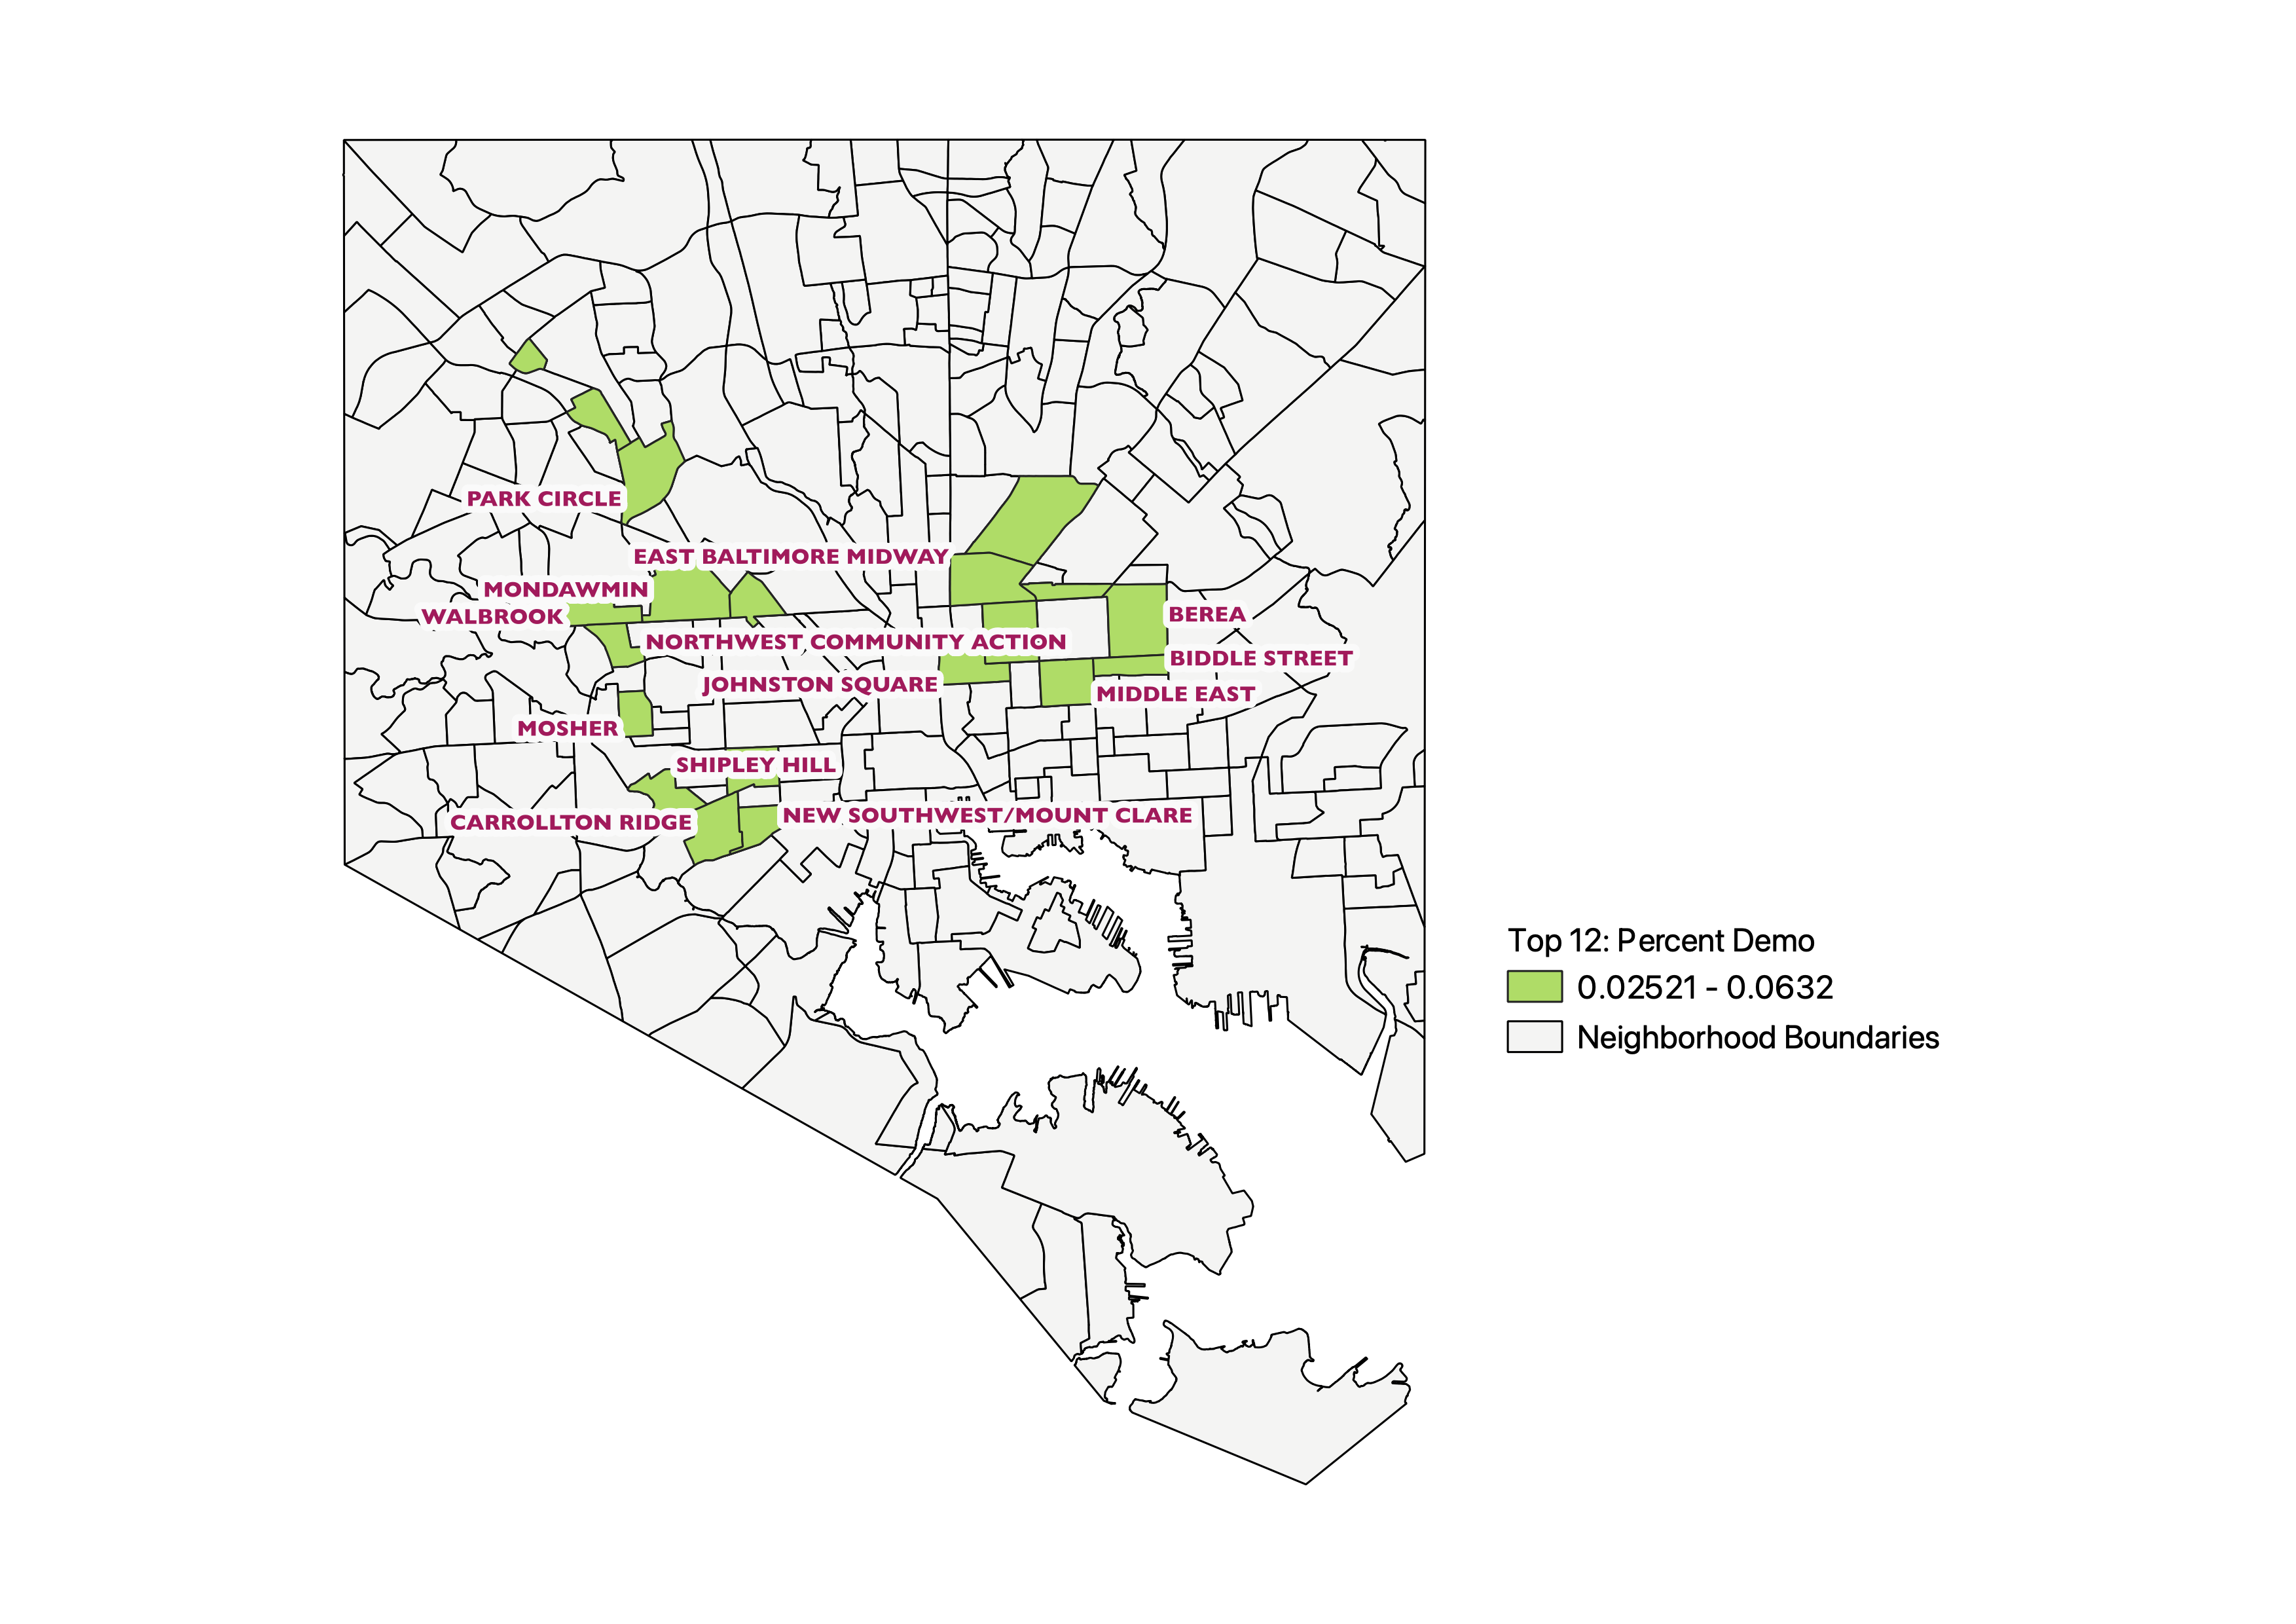 PARK CIRCLE
EAST BALTIMORE MIDWAY
MONDAWMIN
WALBROOK
BEREA
NORTHWEST COMMUNITY ACTION
BIDDLE STREET
JOHNSTON SQUARE
MIDDLE EAST
MOSHER
SHIPLEY HILL
NEW SOUTHWEST/MOUNT CLARE
CARROLLTON RIDGE
Top 12: Percent Demo
0.02521 - 0.0632
Neighborhood Boundaries